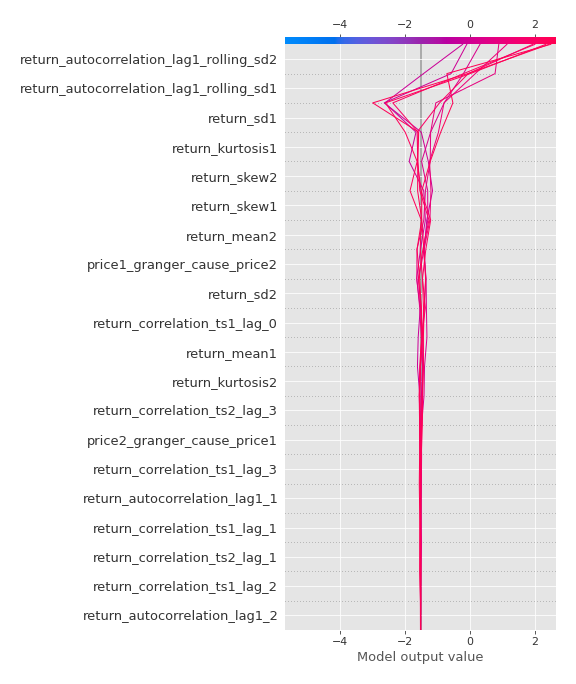 −4 −2 0 2
return_autocorrelation_lag1_rolling_sd2
return_autocorrelation_lag1_rolling_sd1
return_sd1
return_kurtosis1
return_skew2
return_skew1
return_mean2
price1_granger_cause_price2
return_sd2
return_correlation_ts1_lag_0
return_mean1
return_kurtosis2
return_correlation_ts2_lag_3
price2_granger_cause_price1
return_correlation_ts1_lag_3
return_autocorrelation_lag1_1
return_correlation_ts1_lag_1
return_correlation_ts2_lag_1
return_correlation_ts1_lag_2
return_autocorrelation_lag1_2
−4 −2 0 2
Model output value